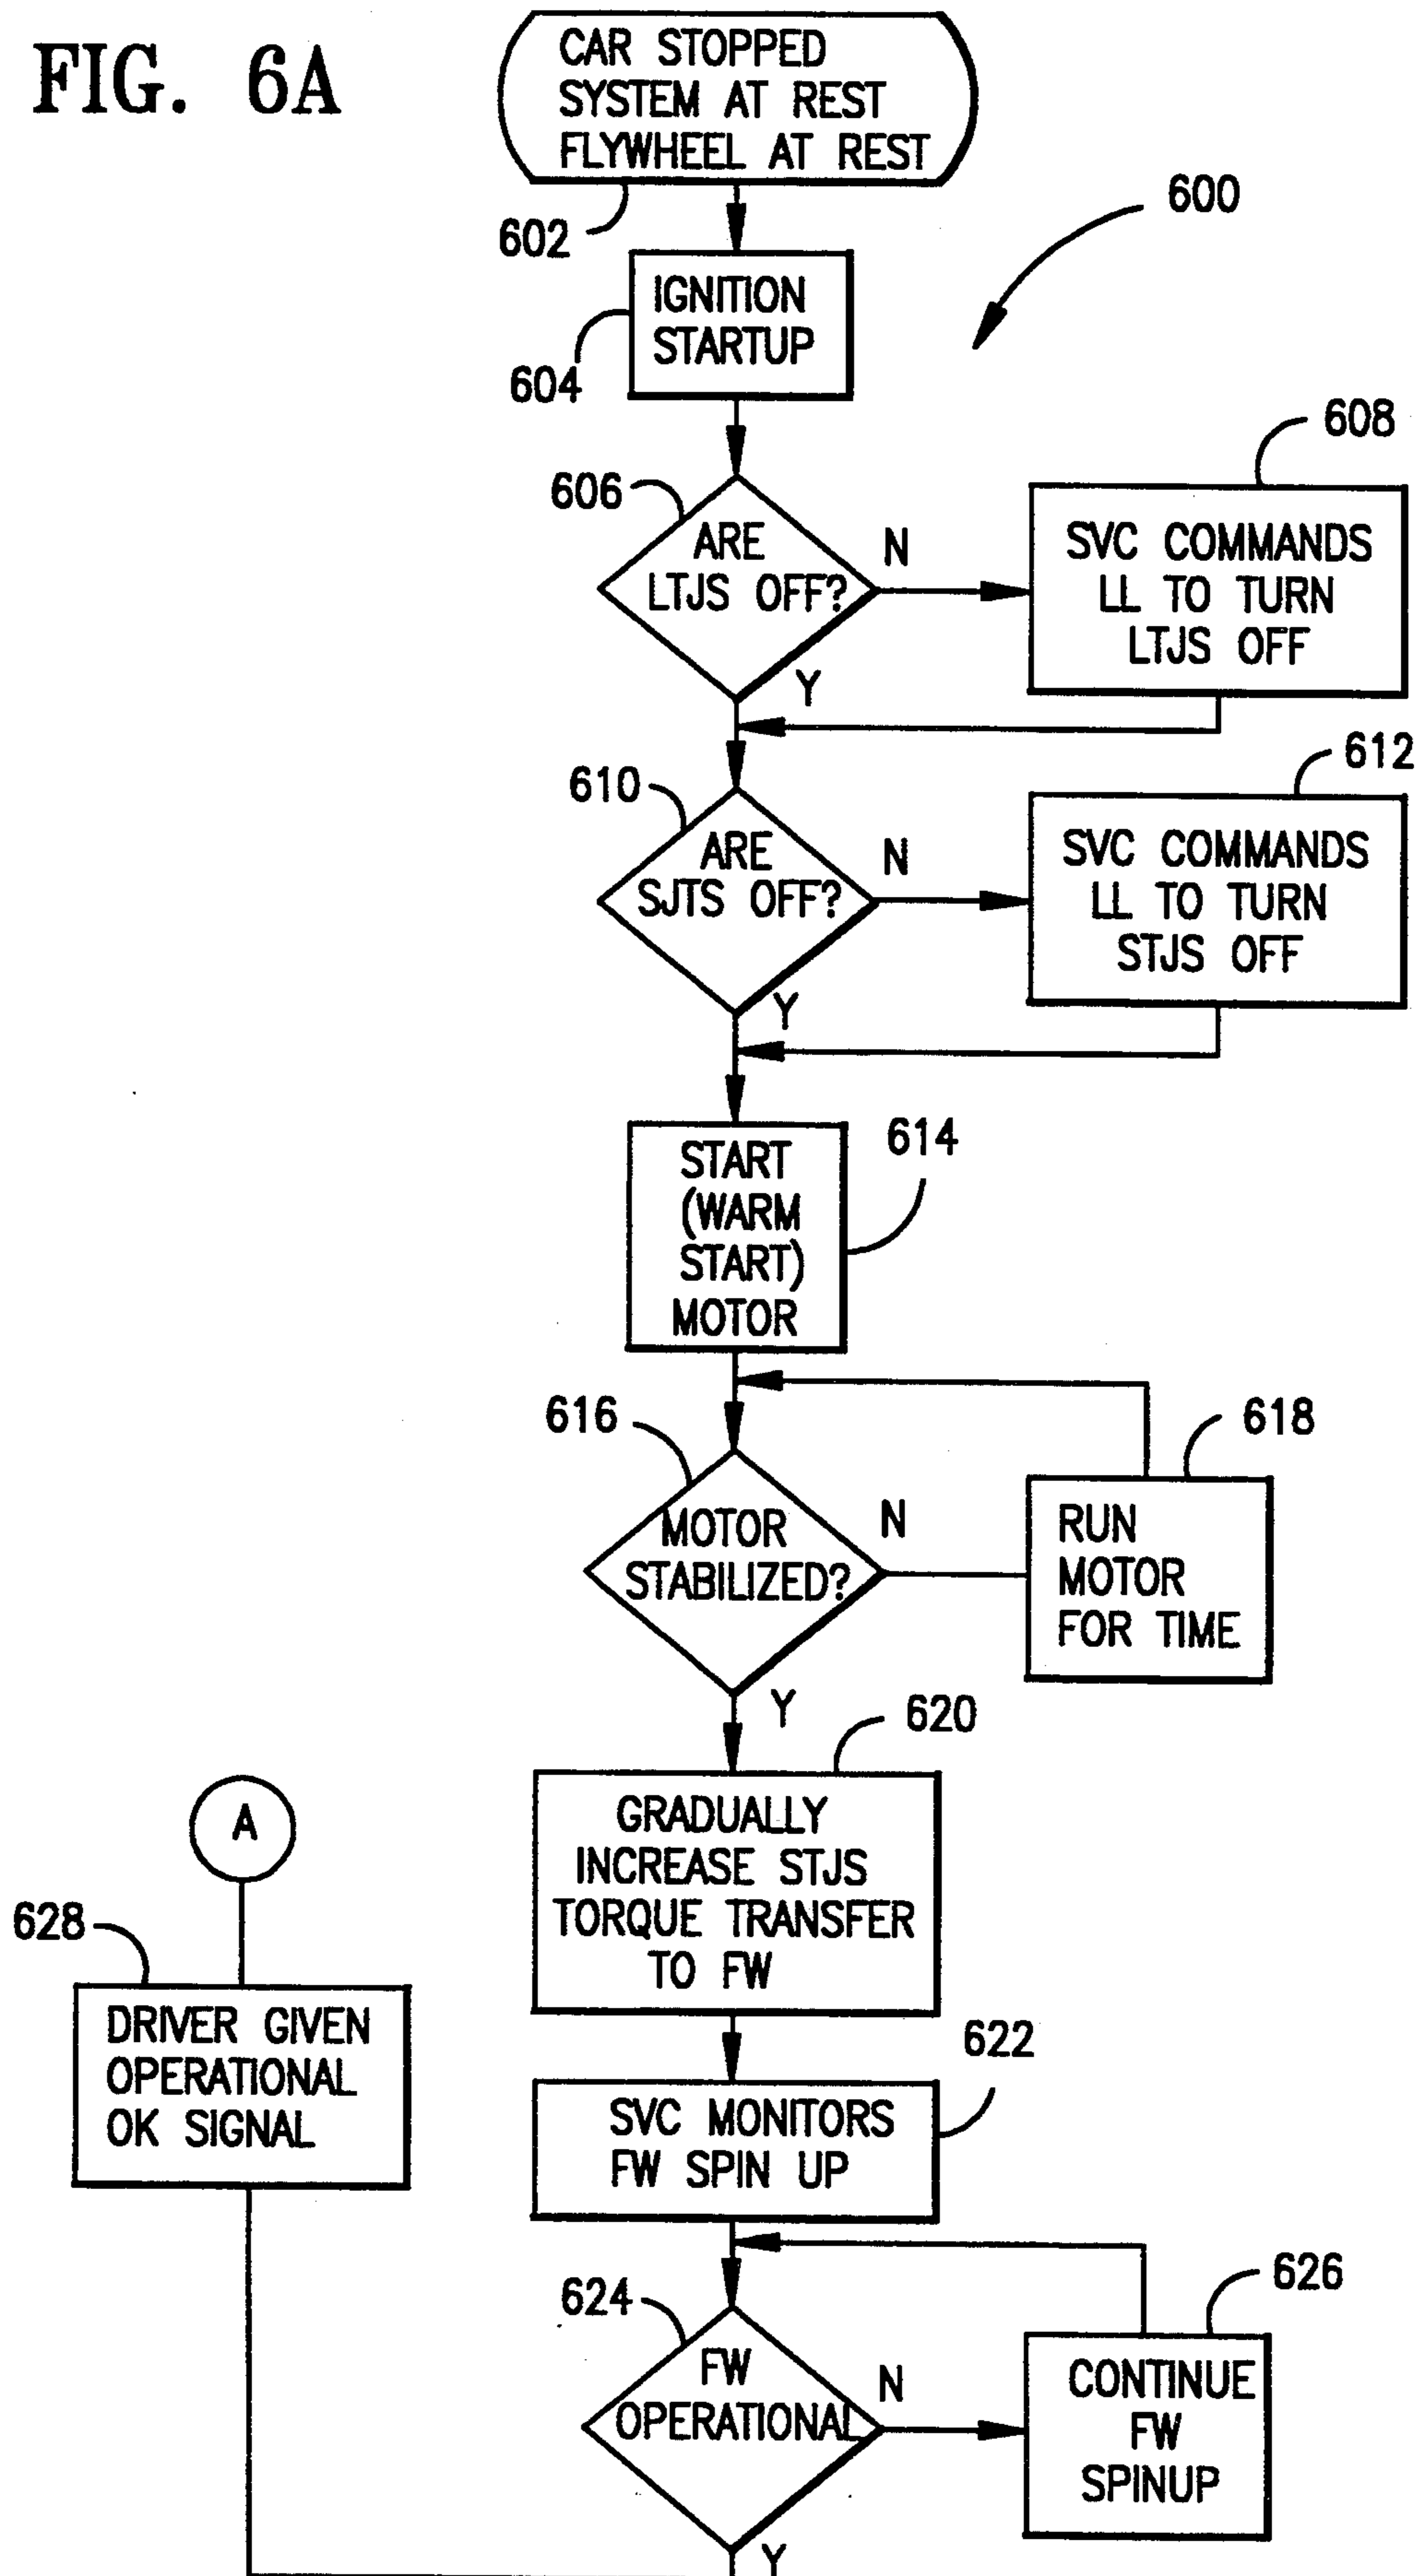 FIG. 6A
CAR STOPPED
SYSTEM AT REST
FLYWHEEL AT REST
602
600
IGNITION
STARTUP
604
606
ARE
LTJS OFF?
N
Y
608
SVC COMMANDS
LL TO TURN
LTJS OFF
610
ARE
SJTS OFF?
N
Y
612
SVC COMMANDS
LL TO TURN
STJS OFF
614
START
(WARM
START)
MOTOR
616
MOTOR
STABILIZED?
N
Y
618
RUN
MOTOR
FOR TIME
620
GRADUALLY
INCREASE STJS
TORQUE TRANSFER
TO FW
622
SVC MONITORS
FW SPIN UP
624
FW
OPERATIONAL
N
Y
626
CONTINUE
FW
SPINUP
A
628
DRIVER GIVEN
OPERATIONAL
OK SIGNAL